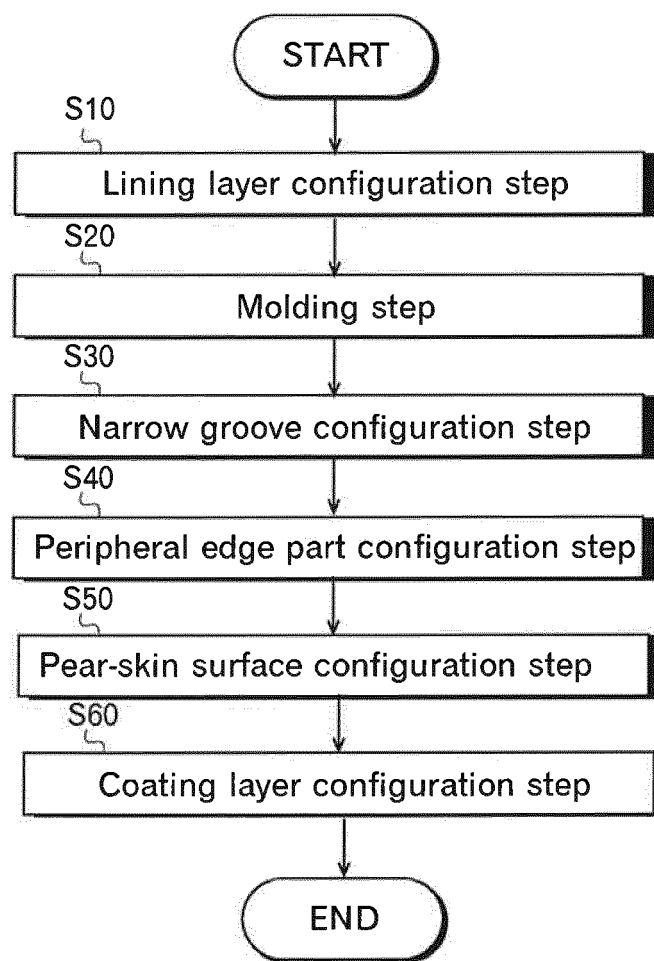 START
S10
Lining layer configuration step
S20
Molding step
S30
Narrow groove configuration step
S40
Peripheral edge part configuration step
S50
Pear-skin surface configuration step
S60
Coating layer configuration step
END